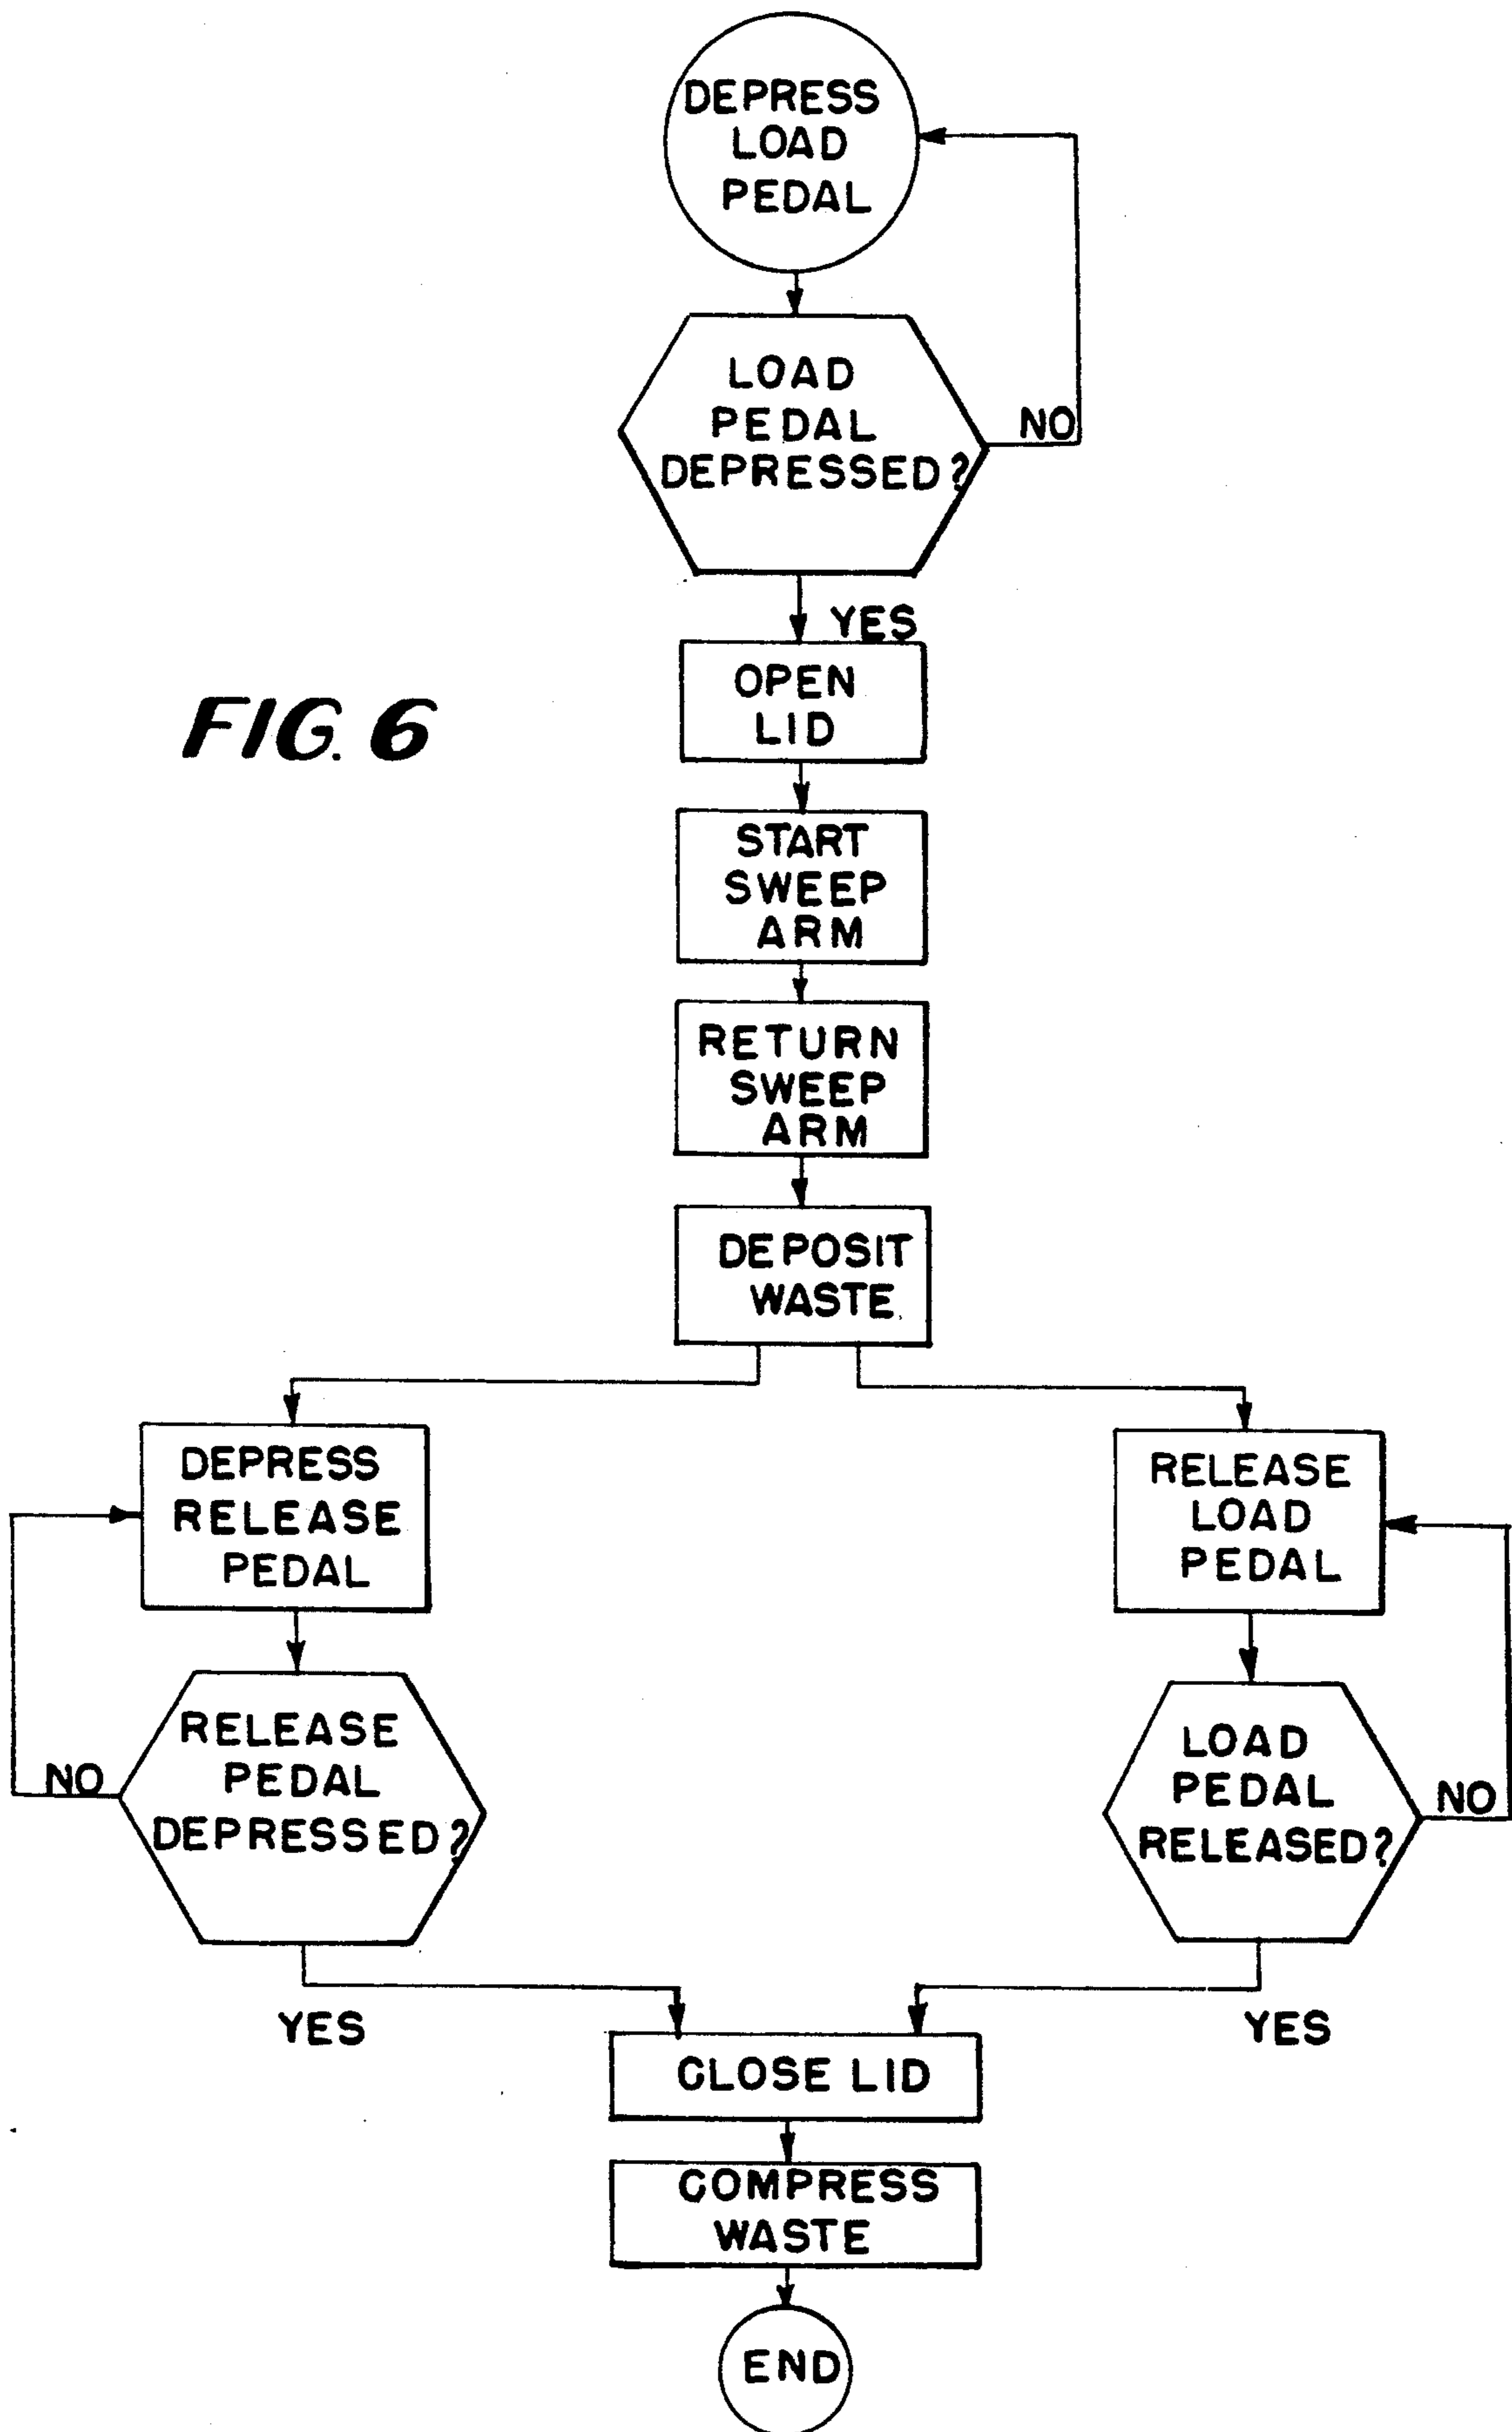 DEPRESS
LOAD
PEDAL
LOAD
PEDAL
DEPRESSED?
NO
YES
OPEN
LID
FIG. 6
START
SWEEP
ARM
RETURN
SWEEP
ARM
DEPOSIT
WASTE
DEPRESS
RELEASE
PEDAL
RELEASE
PEDAL
DEPRESSED?
NO
YES
RELEASE
LOAD
PEDAL
LOAD
PEDAL
RELEASED?
NO
YES
CLOSE LID
COMPRESS
WASTE
END